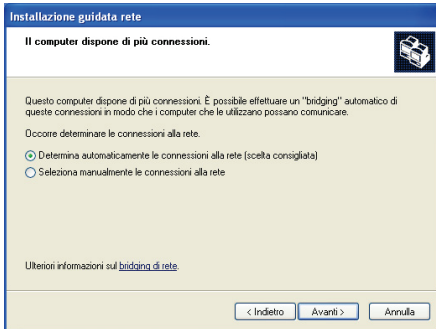 Installazione guidata rete
Il computer dispone di più connessioni.
Questo computer dispone di più connessioni. È possibile effettuare un "bridging" automatico di
queste connessioni in modo che i computer che le utilizzano possano comunicare.
Occorre determinare le connessioni alla rete.
Determina automaticamente le connessioni alla rete (scelta consigliata)
Seleziona manualmente le connessioni alla rete
Ulteriori informazioni sul bridging di rete.
< Indietro Avanti > Annulla